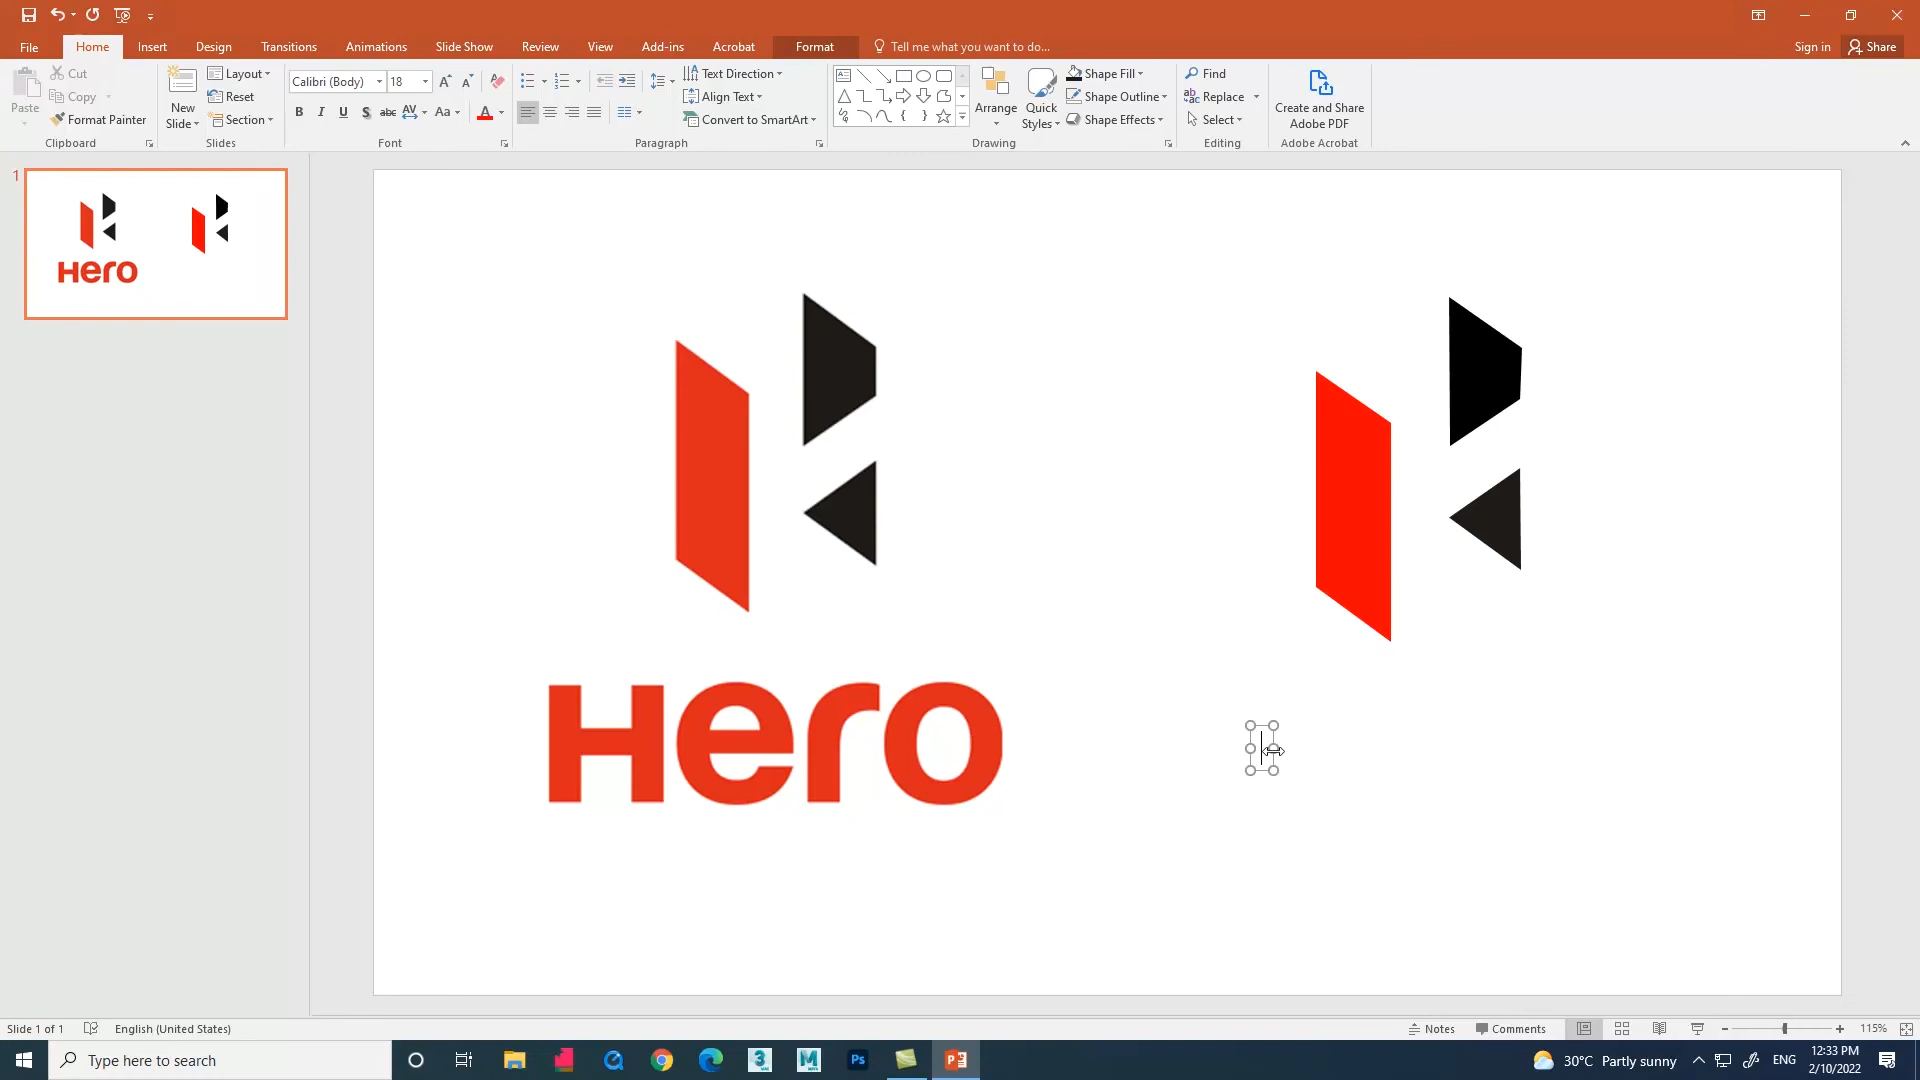 File
Home
Insert
Design
Transitions
Animations
Slide Show
Review
View
Add-ins
Acrobat
Format
Tell me what you want to do...
Sign in
Share
Paste
Cut
Copy
Format Painter
Clipboard
New
Slide
Layout
Reset
Section
Slides
Calibri (Body)
18
B
I
U
S
abc
AV
Aa
A
Font
Text Direction
Align Text
Convert to SmartArt
Paragraph
Arrange
Quick
Styles
Shape Fill
Shape Outline
Shape Effects
Drawing
Find
Replace
Select
Editing
Create and Share
Adobe PDF
Adobe Acrobat
1
Hero
Hero
Slide 1 of 1
English (United States)
Notes
Comments
115%
Type here to search
3
M
Ps
30°C Partly sunny
ENG
12:33 PM
2/10/2022